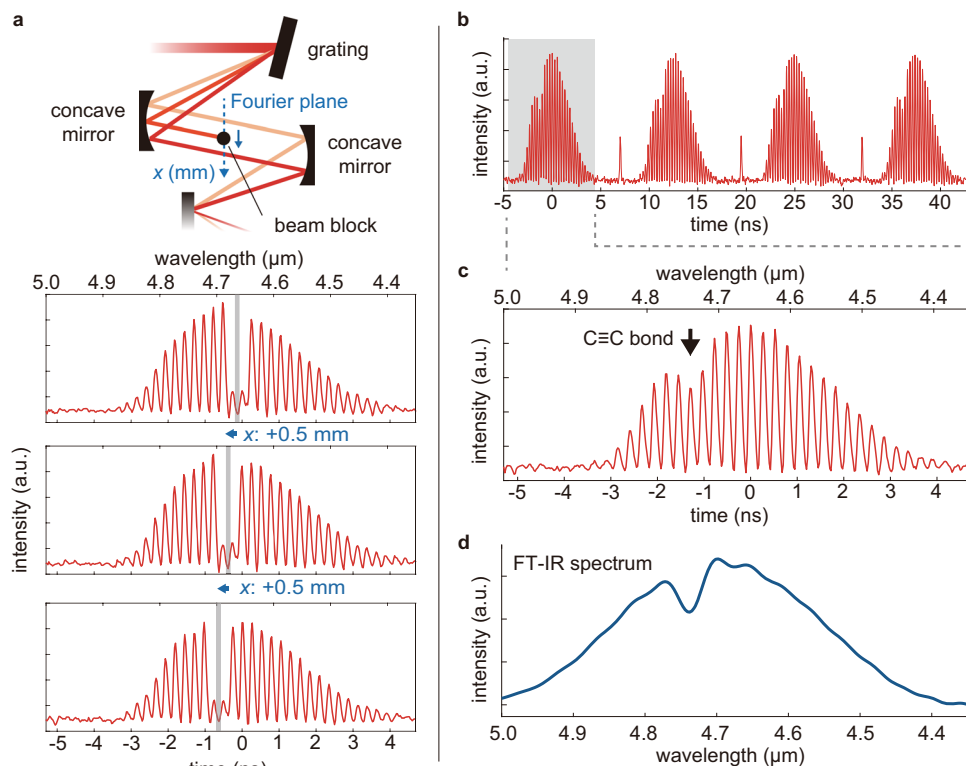 a
grating
Fourier plane
concave
mirror
concave
mirror
x (mm)
beam block
wavelength (µm)
5.0 4.9 4.8 4.7 4.6 4.5 4.4
x: +0.5 mm
intensity (a.u.)
x: +0.5 mm
-5 -4 -3 -2 -1 0 1 2 3 4
time (ns)
b
intensity (a.u.)
-5 0 5 10 15 20 25 30 35 40
time (ns)
c
wavelength (µm)
5.0 4.9 4.8 4.7 4.6 4.5 4.4
C≡C bond
intensity (a.u.)
-5 -4 -3 -2 -1 0 1 2 3 4
time (ns)
d
FT-IR spectrum
intensity (a.u.)
5.0 4.9 4.8 4.7 4.6 4.5 4.4
wavelength (µm)